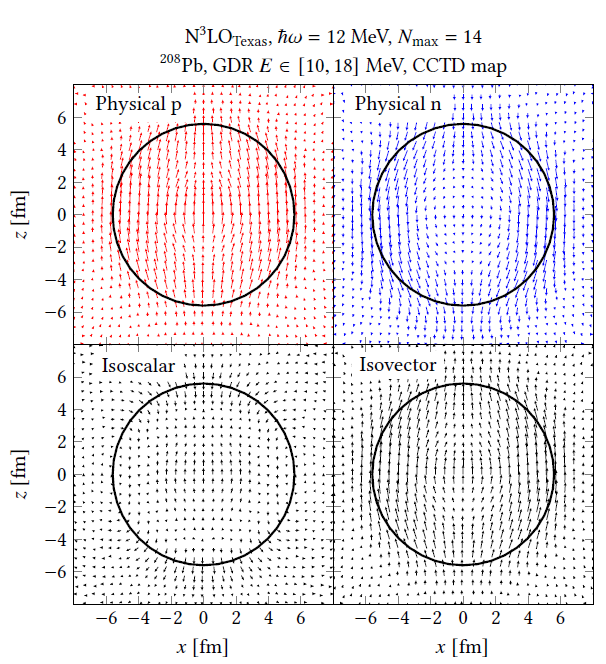 N³LO_Texas, ħω = 12 MeV, N_max = 14
²⁰⁸Pb, GDR E ∈ [10, 18] MeV, CCTD map
Physical p
Physical n
6
4
2
0
−2
−4
−6
z [fm]
Isoscalar
Isovector
6
4
2
0
−2
−4
−6
z [fm]
−6 −4 −2 0 2 4 6
−6 −4 −2 0 2 4 6
x [fm]
x [fm]